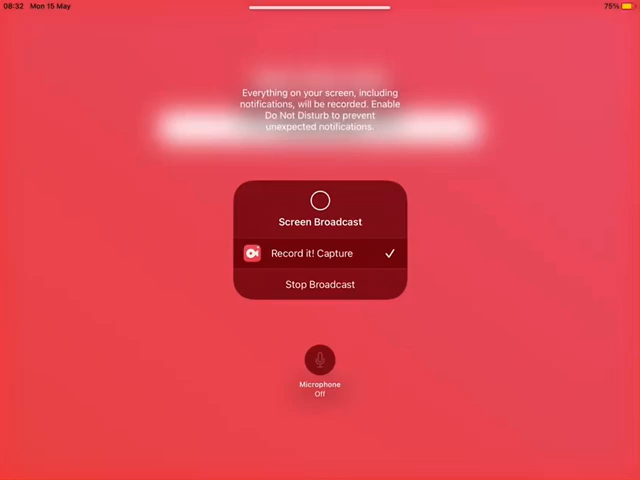 08:32 Mon 15 May
75%
Everything on your screen, including
notifications, will be recorded. Enable
Do Not Disturb to prevent
unexpected notifications.
Screen Broadcast
Record it! Capture
Stop Broadcast
Microphone
Off